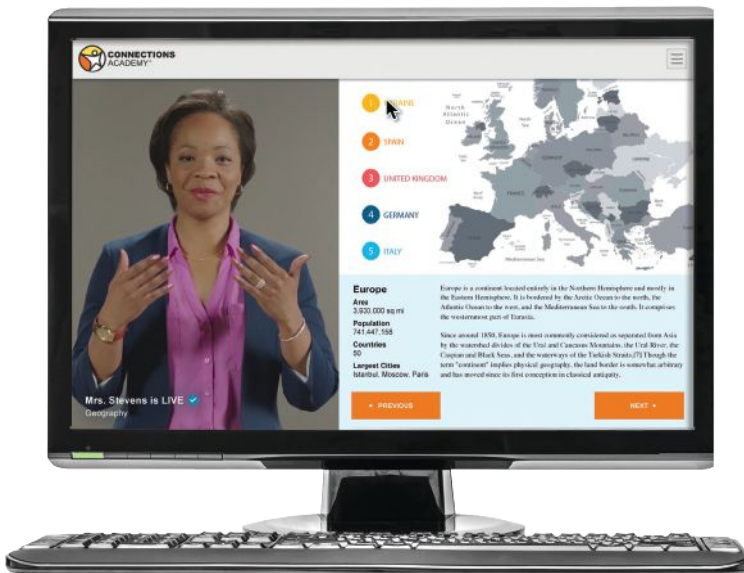 CONNECTIONS
ACADEMY
1
2 SPAIN
3 UNITED KINGDOM
4 GERMANY
5 ITALY
North
Atlantic
Ocean
GERMANY
FRANCE
UKRAINE
Mediterranean Sea
Europe
Area
3,930,000 sq mi
Population
741,447,158
Countries
50
Largest Cities
Istanbul, Moscow, Paris
Europe is a continent located entirely in the Northern Hemisphere and mostly in
the Eastern Hemisphere. It is bordered by the Arctic Ocean to the north, the
Atlantic Ocean to the west, and the Mediterranean Sea to the south. It comprises
the westernmost part of Eurasia.
Since around 1850, Europe is most commonly considered as separated from Asia
by the watershed divides of the Ural and Caucasus Mountains, the Ural River, the
Caspian and Black Seas, and the waterways of the Turkish Straits.[7] Though the
term "continent" implies physical geography, the land border is somewhat arbitrary
and has moved since its first conception in classical antiquity.
Mrs. Stevens is LIVE
Geography
PREVIOUS
NEXT